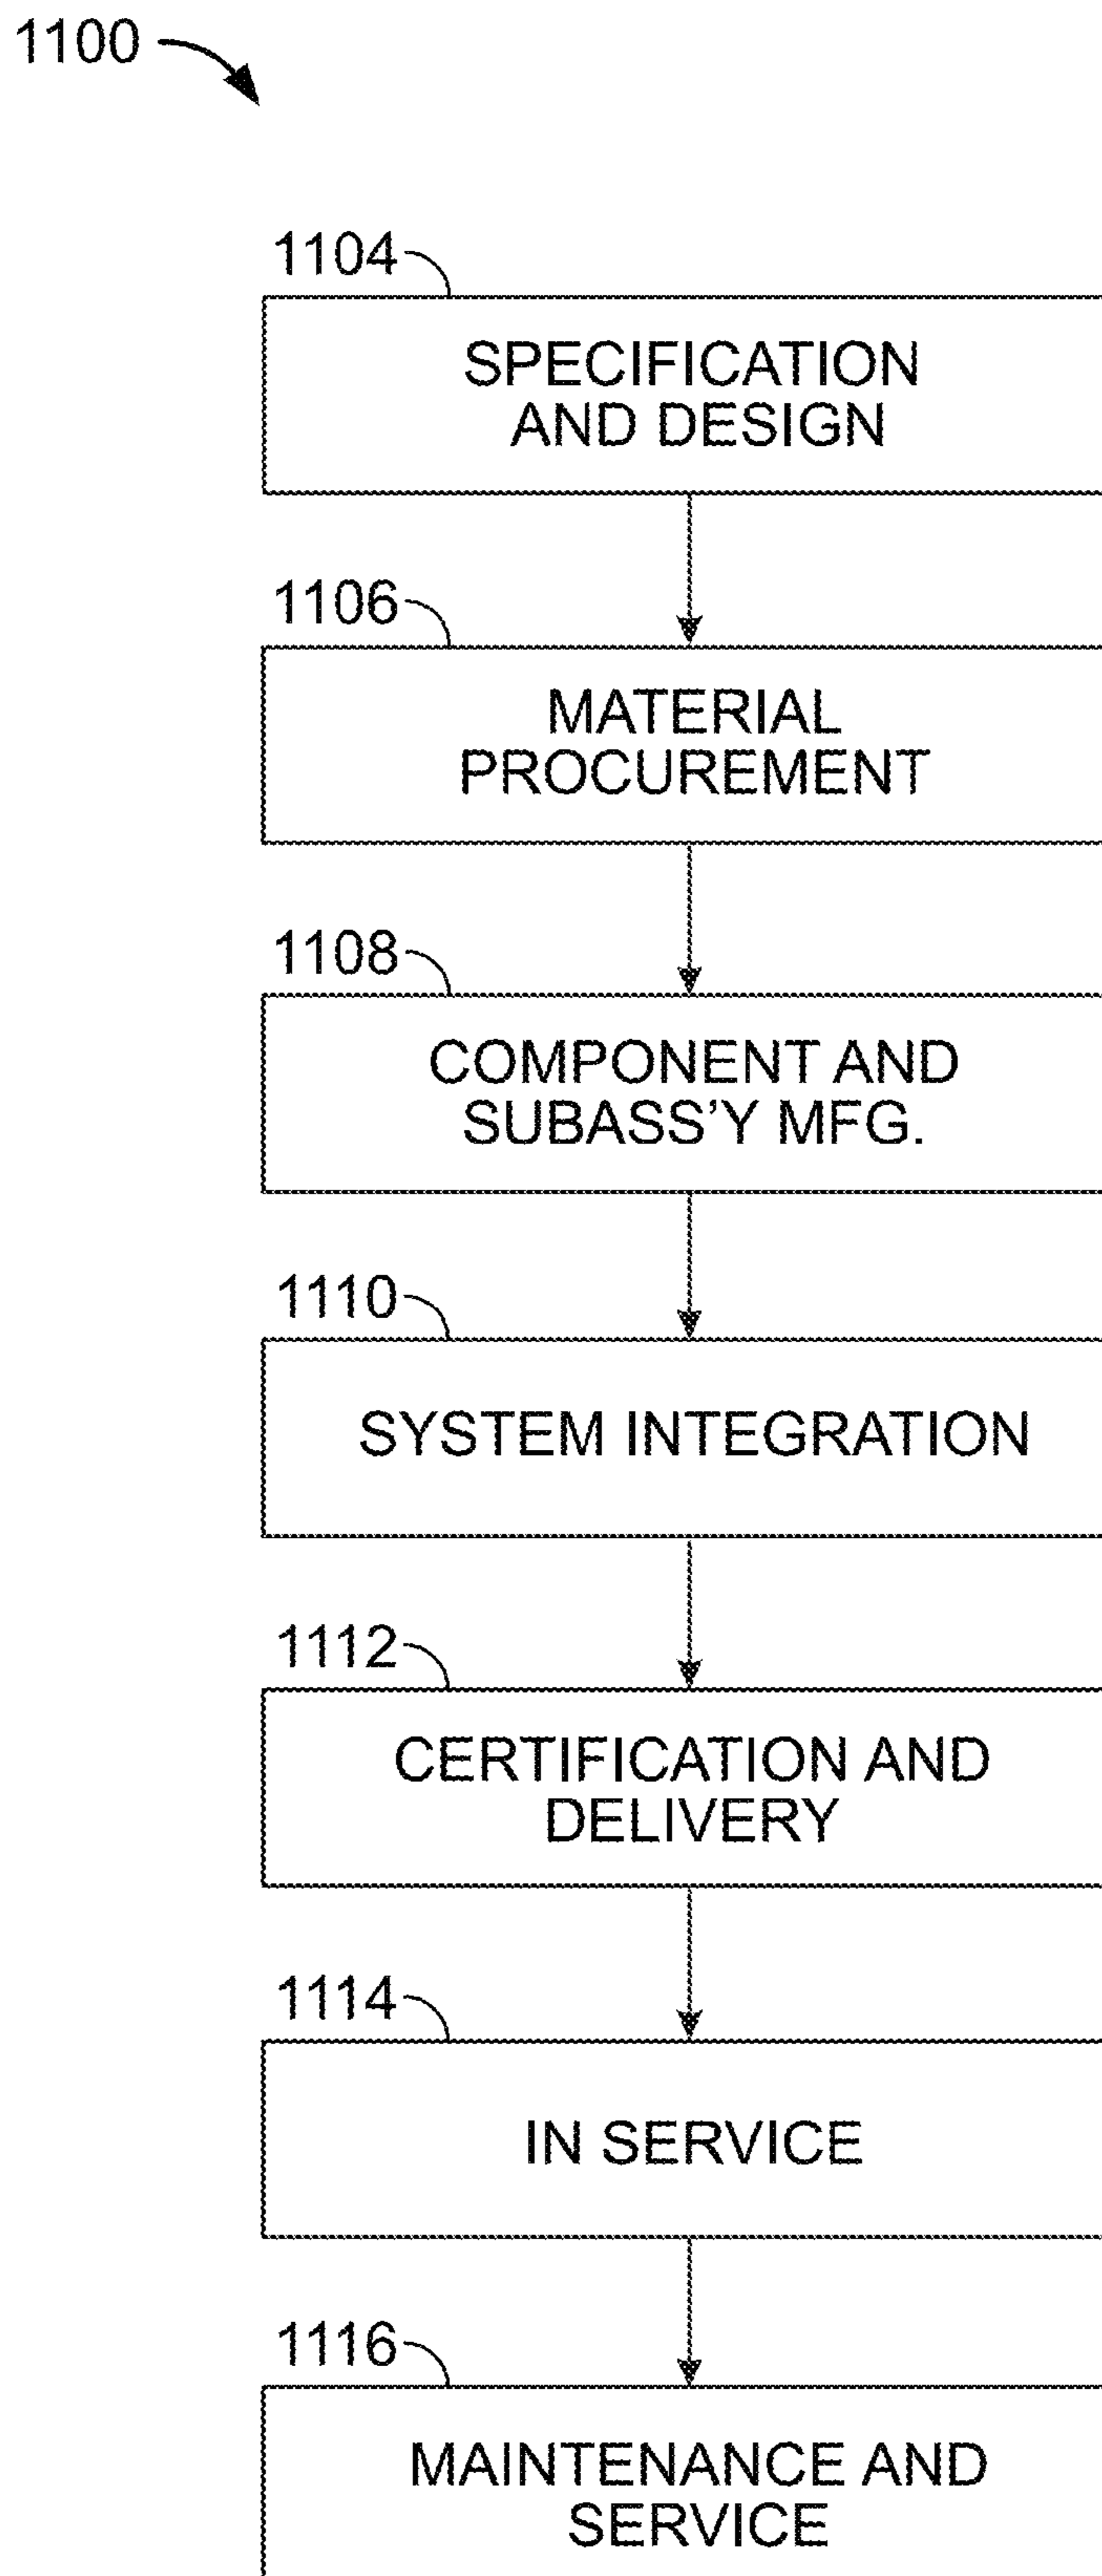 1100
1104
SPECIFICATION
AND DESIGN
1106
MATERIAL
PROCUREMENT
1108
COMPONENT AND
SUBASS’Y MFG.
1110
SYSTEM INTEGRATION
1112
CERTIFICATION AND
DELIVERY
1114
IN SERVICE
1116
MAINTENANCE AND
SERVICE